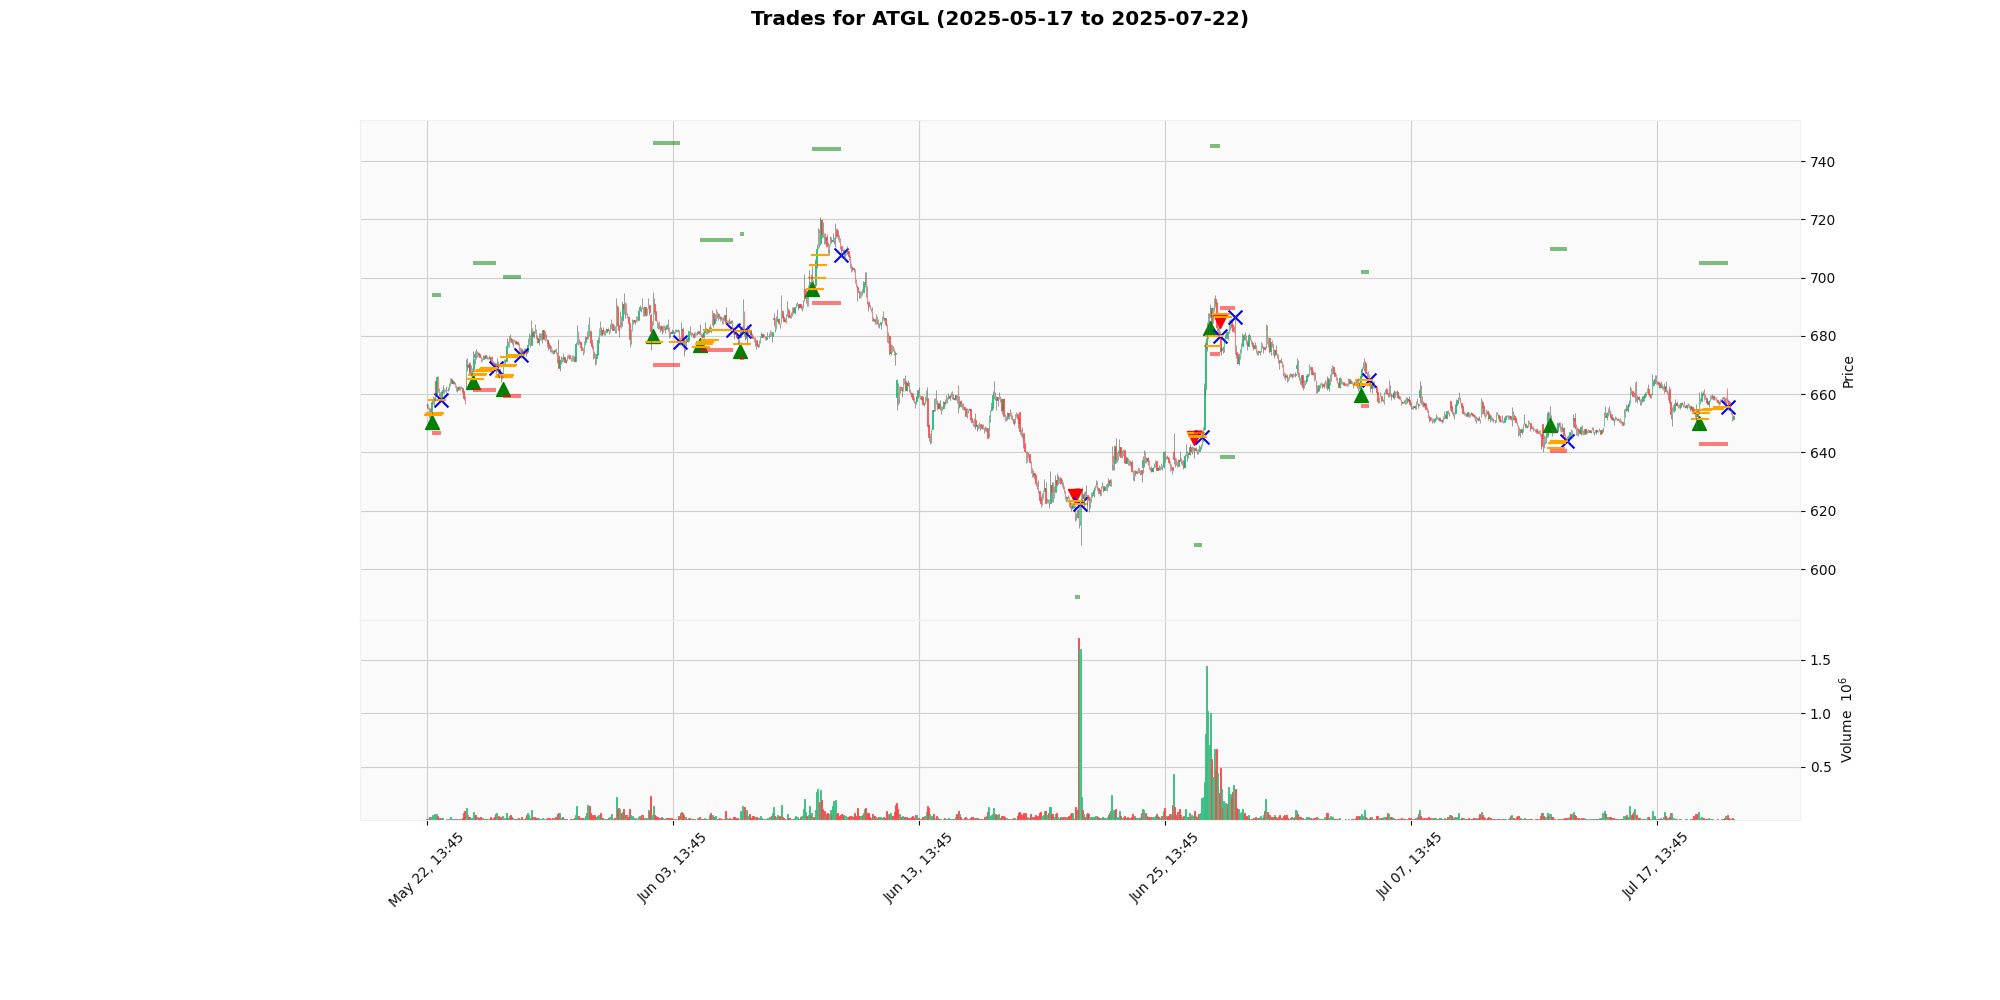 Trades for ATGL (2025-05-17 to 2025-07-22)
740
720
700
680
660
640
620
600
Price
1.5
1.0
0.5
Volume 10⁶
May 22, 13:45
Jun 03, 13:45
Jun 13, 13:45
Jun 25, 13:45
Jul 07, 13:45
Jul 17, 13:45